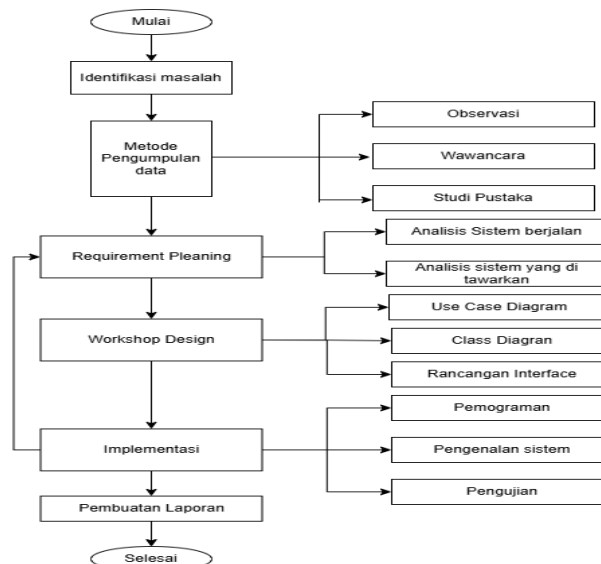 Mulai
Identifikasi masalah
Metode
Pengumpulan
data
Observasi
Wawancara
Studi Pustaka
Requirement Pleaning
Analisis Sistem berjalan
Analisis sistem yang di
tawarkan
Workshop Design
Use Case Diagram
Class Diagran
Rancangan Interface
Implementasi
Pemograman
Pengenalan sistem
Pengujian
Pembuatan Laporan
Selesai